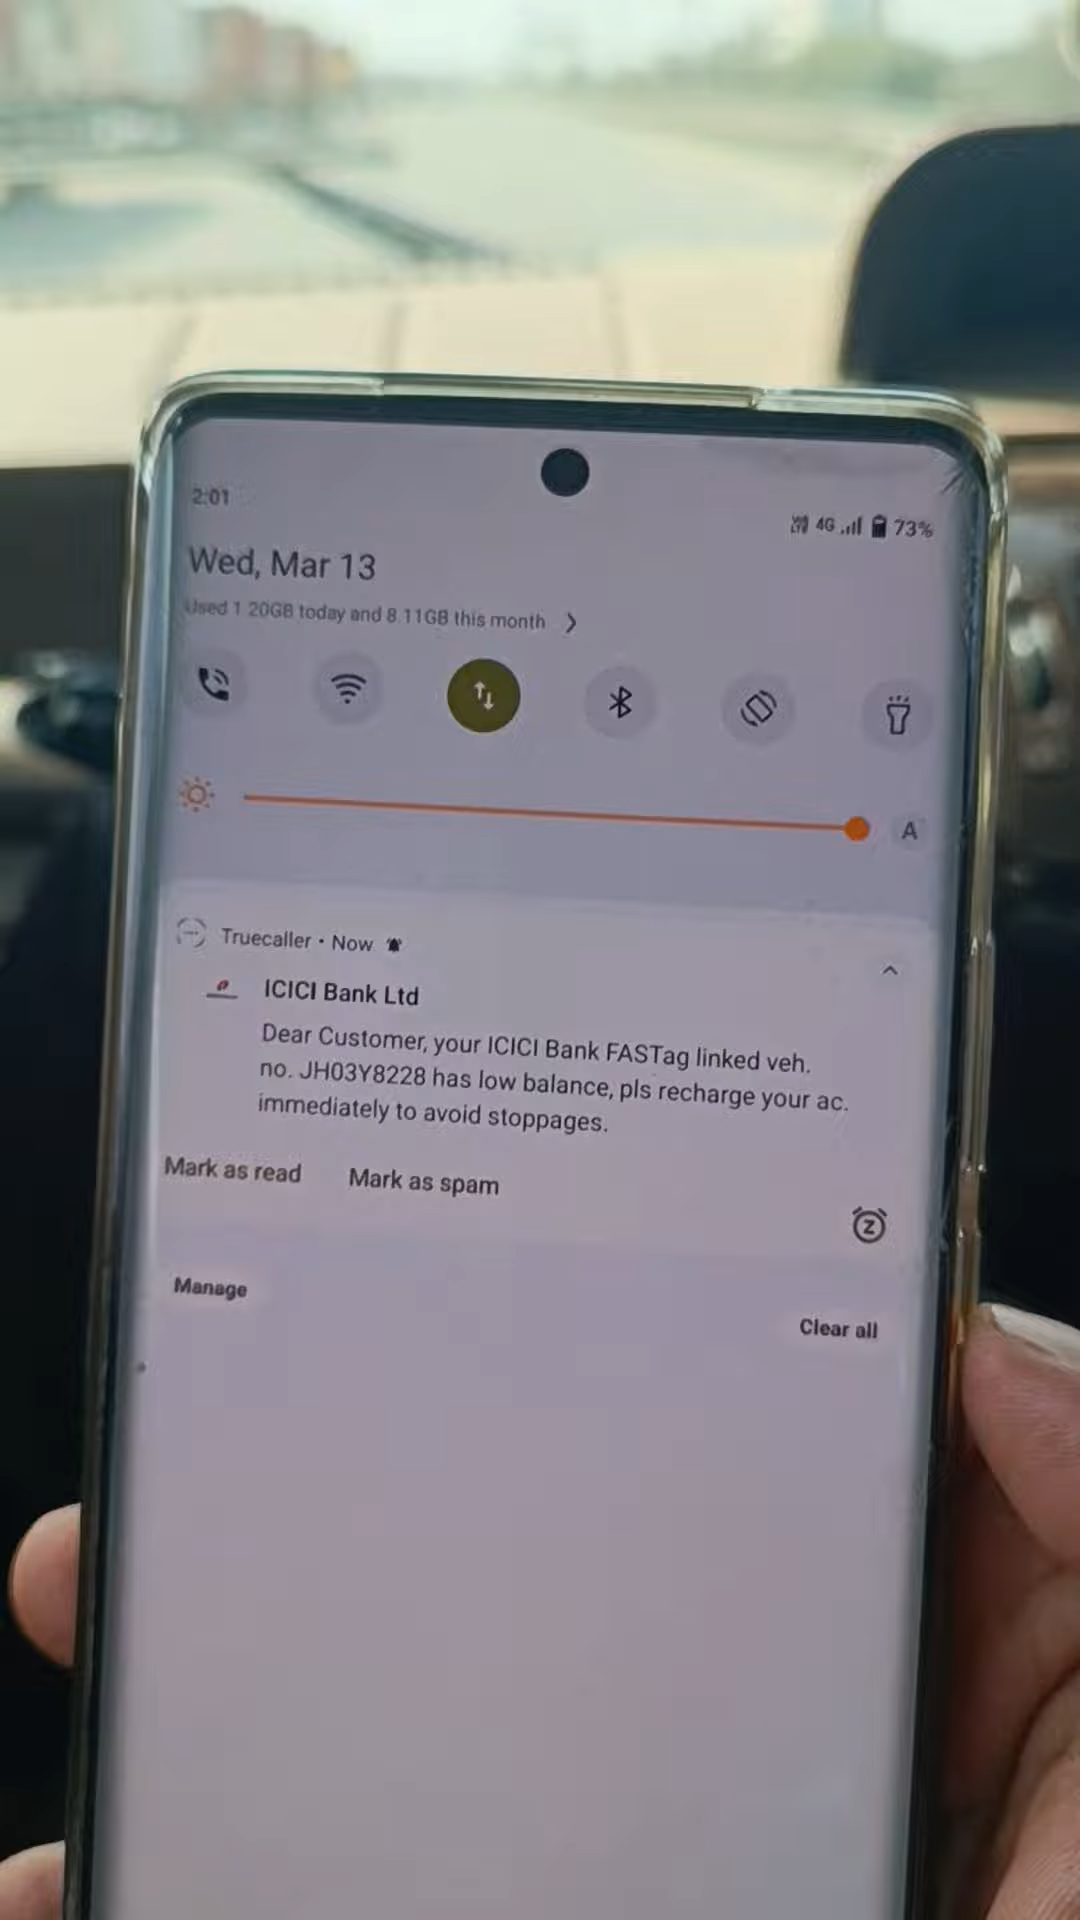 2:01
4G 73%
Wed, Mar 13
Used 1.20GB today and 8.11GB this month
A
Truecaller • Now
ICICI Bank Ltd
Dear Customer, your ICICI Bank FASTag linked veh.
no. JH03Y8228 has low balance, pls recharge your ac.
immediately to avoid stoppages.
Mark as read Mark as spam
Z
Manage
Clear all